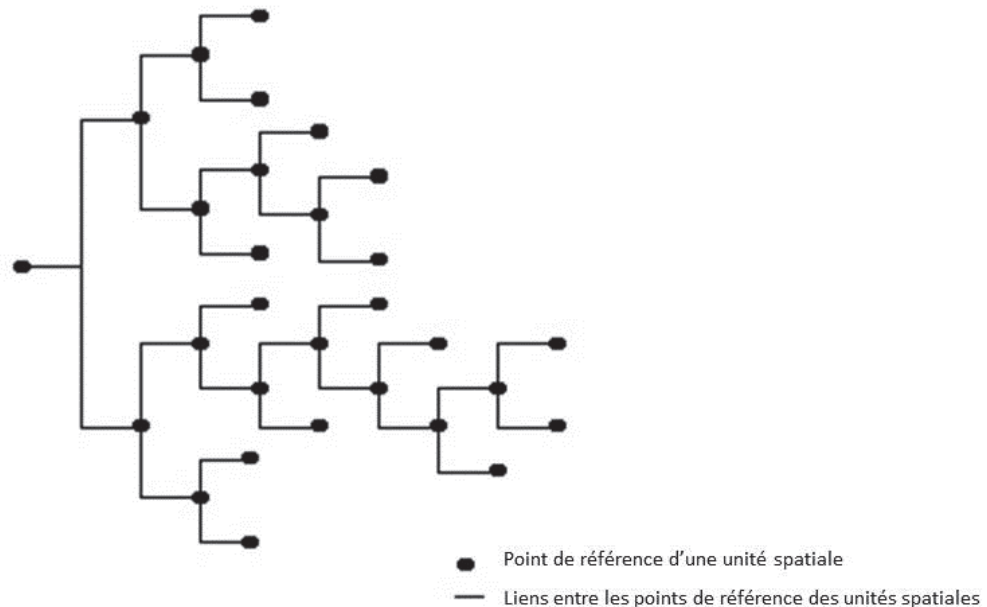 Point de référence d’une unité spatiale
Liens entre les points de référence des unités spatiales